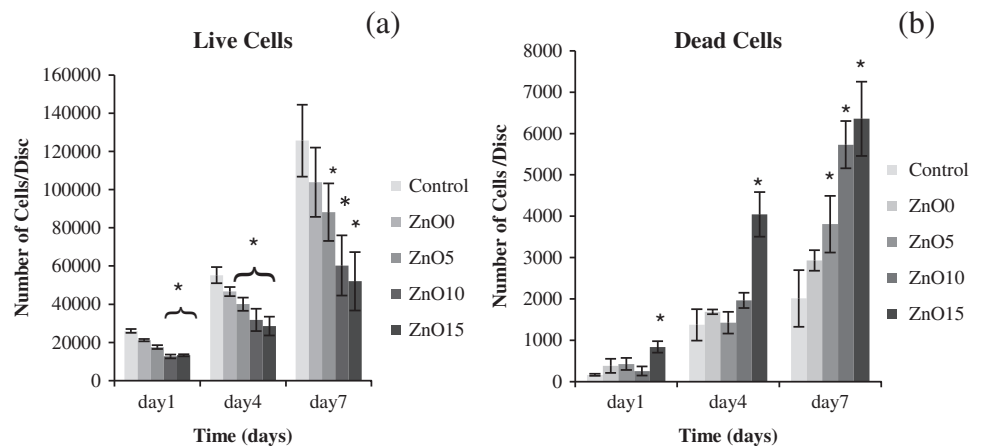 (a)
Live Cells
Number of Cells/Disc
160000
140000
120000
100000
80000
60000
40000
20000
0
* * * * *
day1 day4 day7
Time (days)
Control
ZnO0
ZnO5
ZnO10
ZnO15
(b)
Dead Cells
Number of Cells/Disc
8000
7000
6000
5000
4000
3000
2000
1000
0
* * * * *
day1 day4 day7
Time (days)
Control
ZnO0
ZnO5
ZnO10
ZnO15